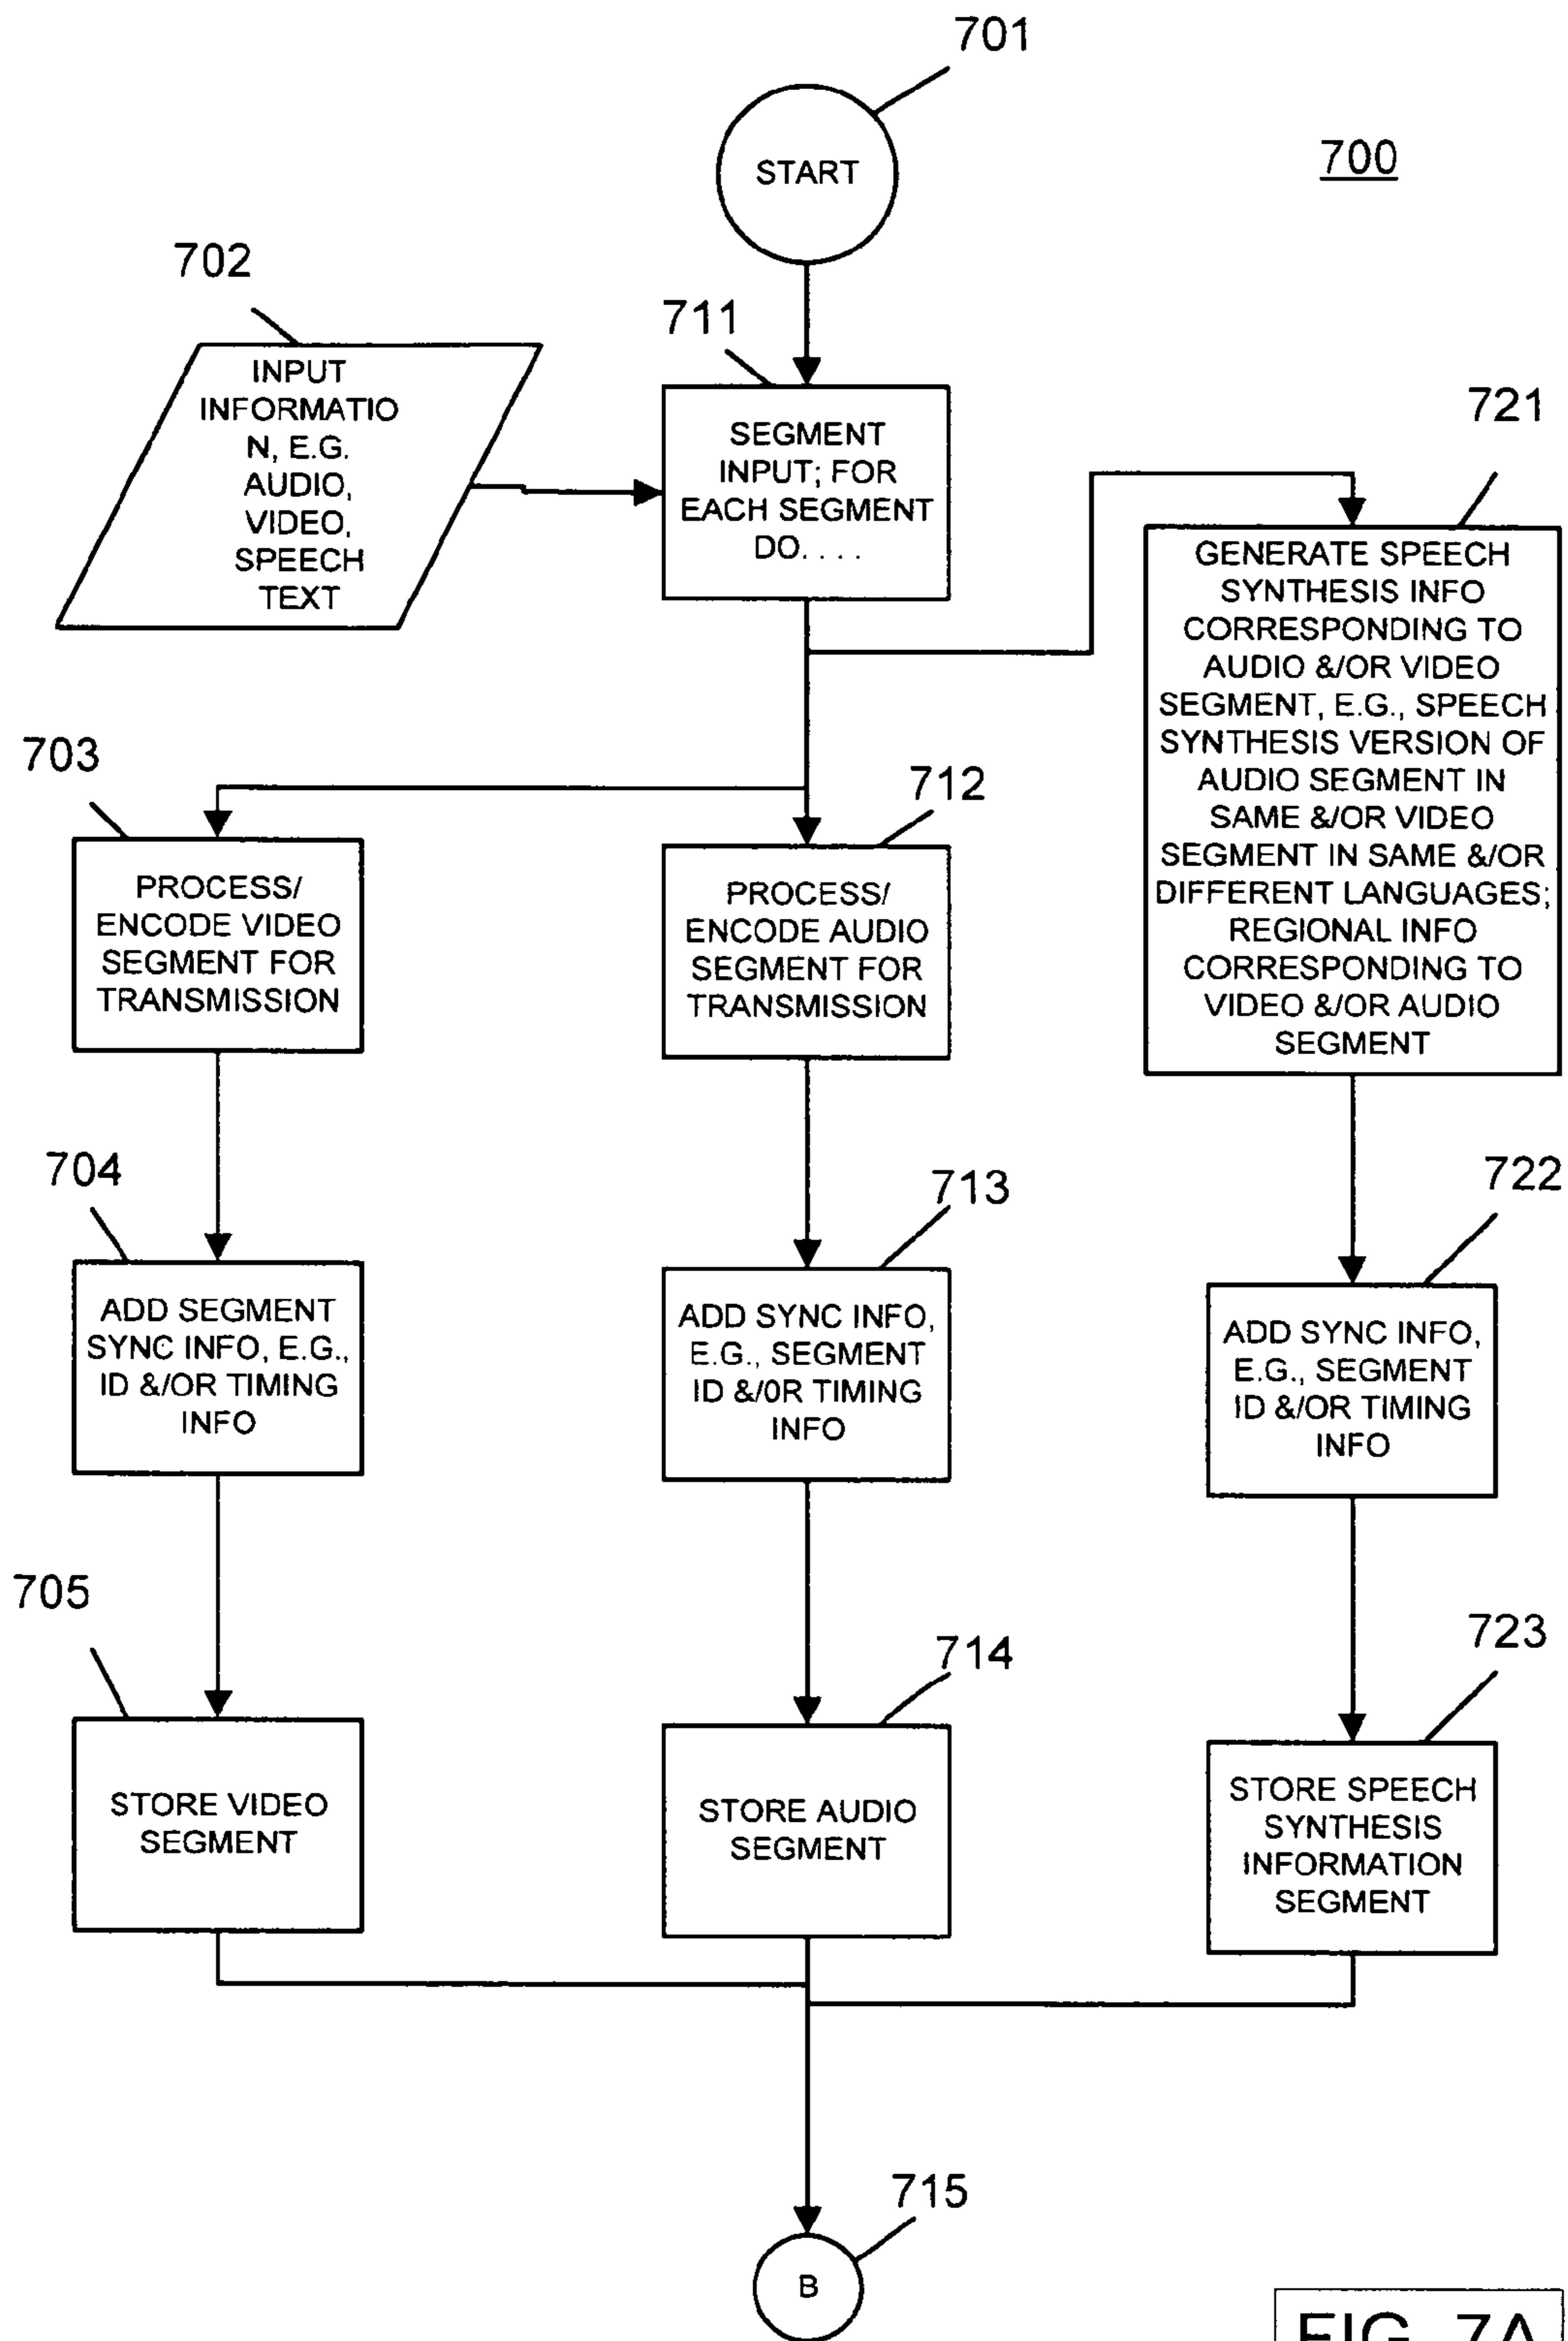 701
START
700
702
INPUT
INFORMATIO
N, E.G.
AUDIO,
VIDEO,
SPEECH
TEXT
711
SEGMENT
INPUT; FOR
EACH SEGMENT
DO. . . .
721
GENERATE SPEECH
SYNTHESIS INFO
CORRESPONDING TO
AUDIO &/OR VIDEO
SEGMENT, E.G., SPEECH
SYNTHESIS VERSION OF
AUDIO SEGMENT IN
SAME &/OR VIDEO
SEGMENT IN SAME &/OR
DIFFERENT LANGUAGES;
REGIONAL INFO
CORRESPONDING TO
VIDEO &/OR AUDIO
SEGMENT
703
PROCESS/
ENCODE VIDEO
SEGMENT FOR
TRANSMISSION
712
PROCESS/
ENCODE AUDIO
SEGMENT FOR
TRANSMISSION
704
ADD SEGMENT
SYNC INFO, E.G.,
ID &/OR TIMING
INFO
713
ADD SYNC INFO,
E.G., SEGMENT
ID &/0R TIMING
INFO
722
ADD SYNC INFO,
E.G., SEGMENT
ID &/OR TIMING
INFO
705
STORE VIDEO
SEGMENT
714
STORE AUDIO
SEGMENT
723
STORE SPEECH
SYNTHESIS
INFORMATION
SEGMENT
715
B
FIG. 7A